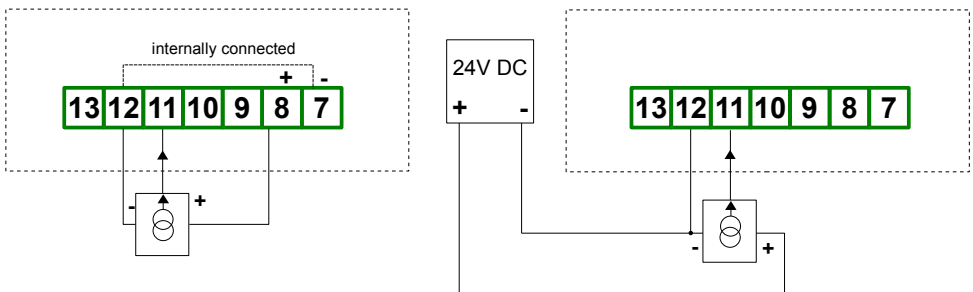 internally connected
+ -
13 12 11 10 9 8 7
- +
24V DC
+ -
13 12 11 10 9 8 7
- +